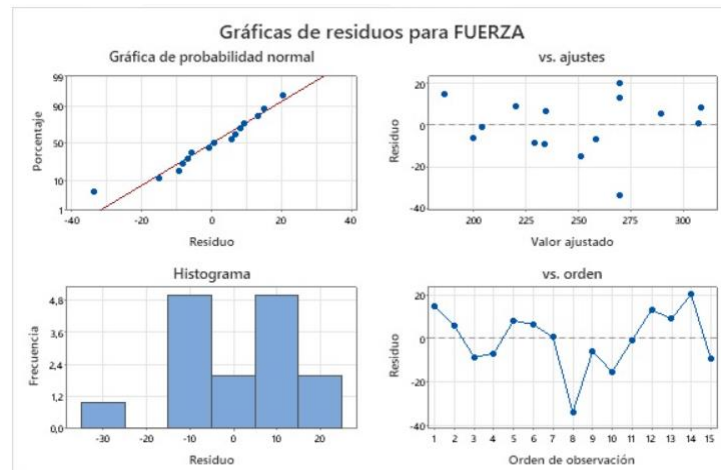 Gráficas de residuos para FUERZA
Gráfica de probabilidad normal
99
90
50
10
1
Porcentaje
-40
-20
0
20
40
Residuo
vs. ajustes
20
0
-20
-40
Residuo
200
225
250
275
300
Valor ajustado
Histograma
4,8
3,6
2,4
1,2
0,0
Frecuencia
-30
-20
-10
0
10
20
Residuo
vs. orden
20
0
-20
-40
Residuo
1 2 3 4 5 6 7 8 9 10 11 12 13 14 15
Orden de observación